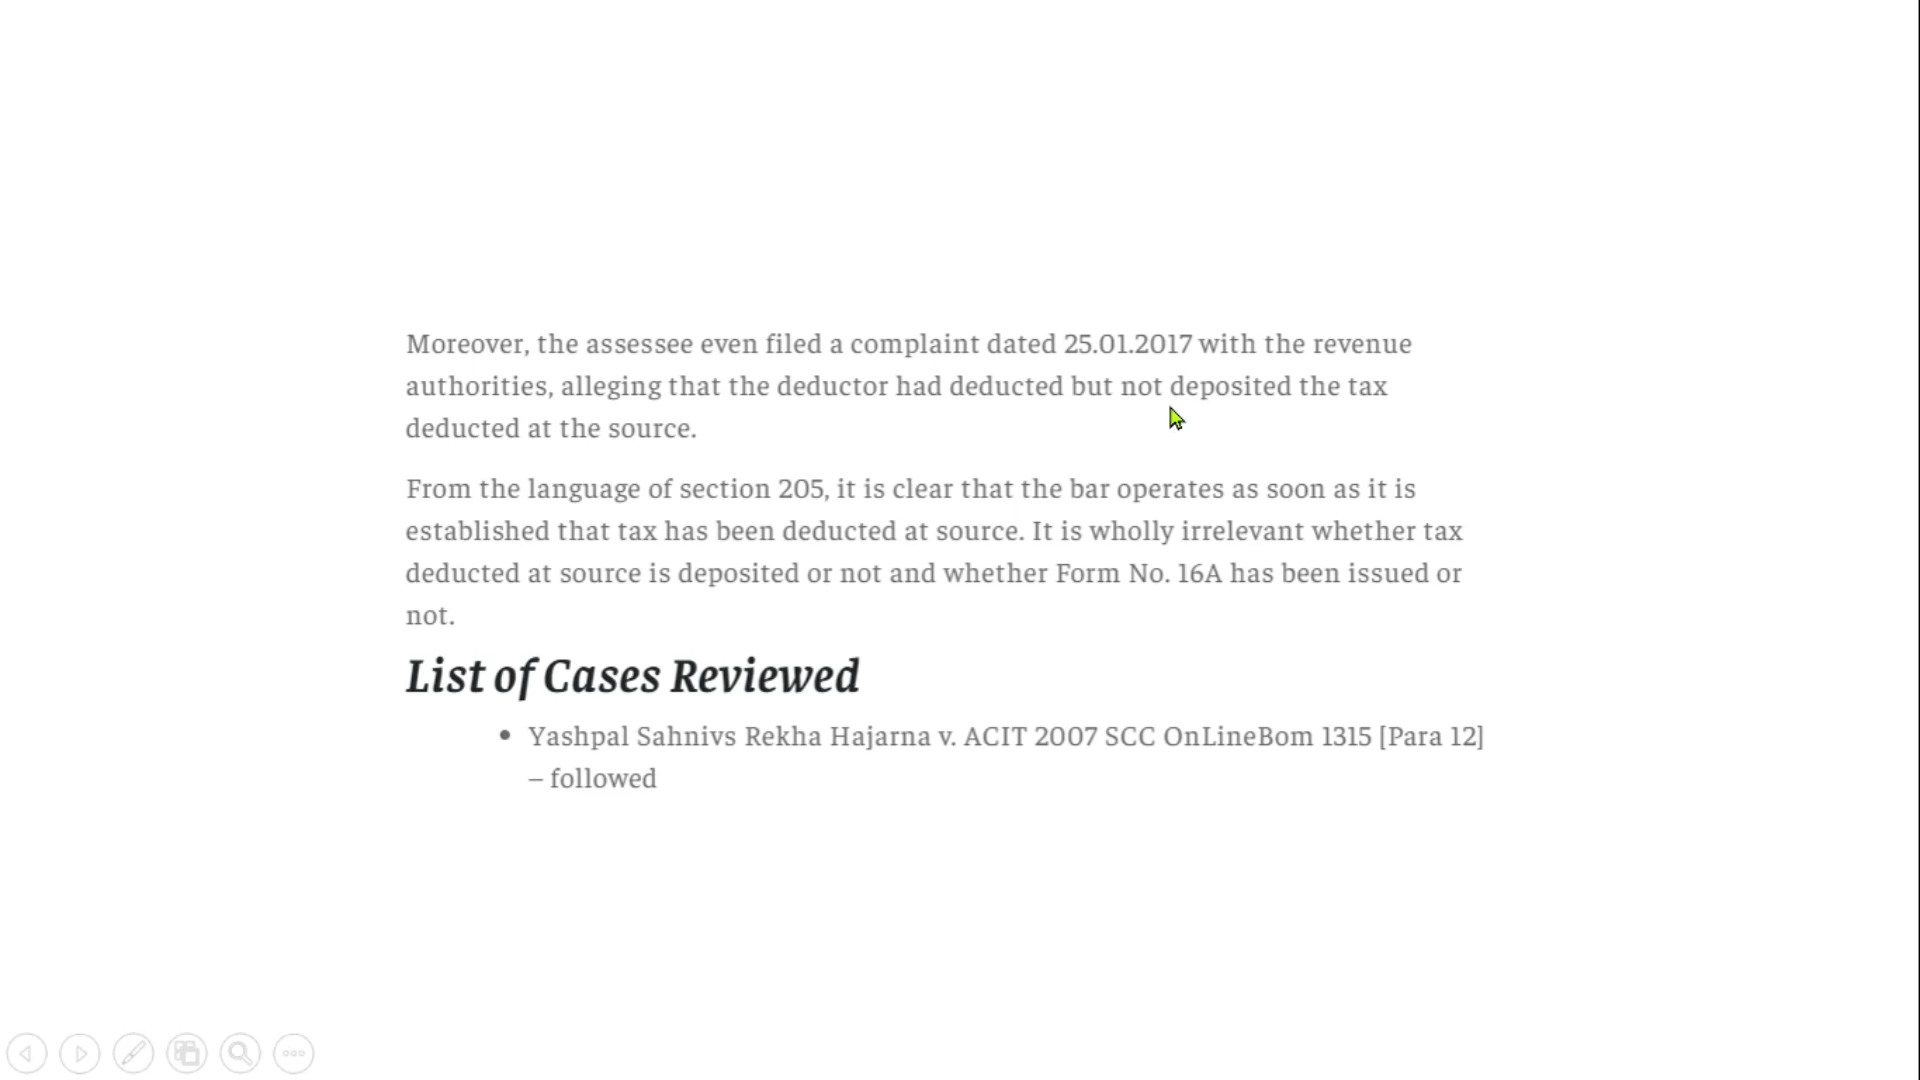 Moreover, the assessee even filed a complaint dated 25.01.2017 with the revenue
authorities, alleging that the deductor had deducted but not deposited the tax
deducted at the source.
From the language of section 205, it is clear that the bar operates as soon as it is
established that tax has been deducted at source. It is wholly irrelevant whether tax
deducted at source is deposited or not and whether Form No. 16A has been issued or
not.
List of Cases Reviewed
• Yashpal Sahnivs Rekha Hajarna v. ACIT 2007 SCC OnLineBom 1315 [Para 12]
– followed